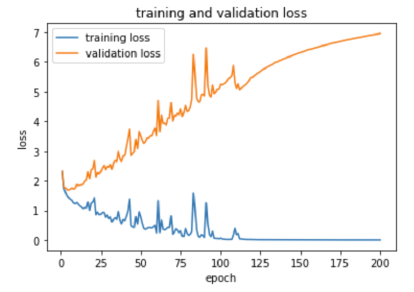 training and validation loss
training loss
validation loss
7
6
5
4
3
2
1
0
loss
0 25 50 75 100 125 150 175 200
epoch